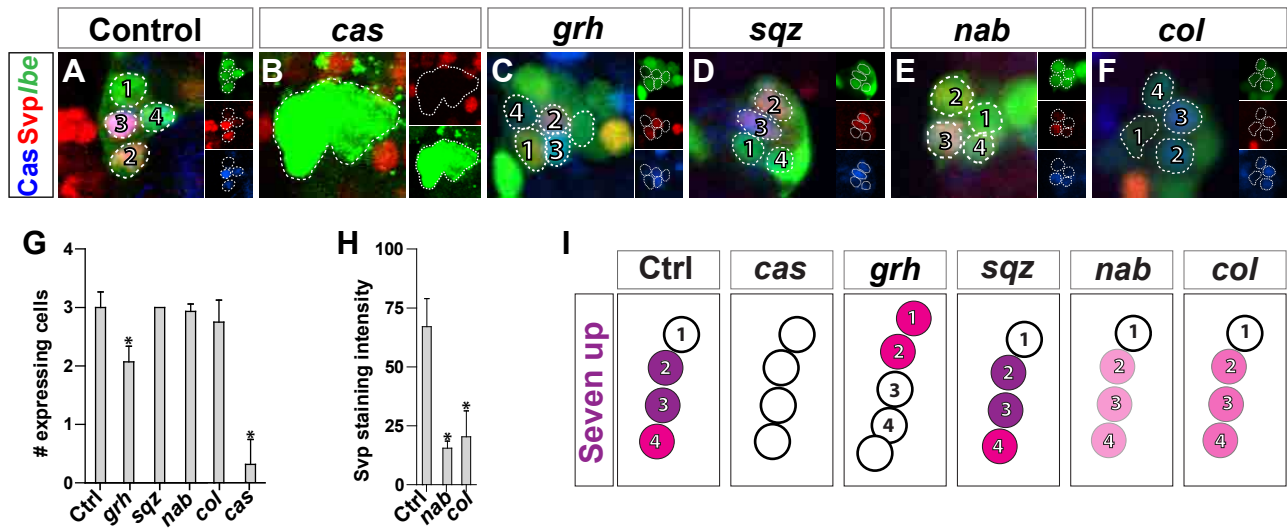 Control
cas
grh
sqz
nab
col
Cas Svp lbe
A
1
3
4
2
B
C
4
2
1
3
D
2
3
1
4
E
2
1
3
4
F
4
3
1
2
G
# expressing cells
4
3
2
1
0
*
*
Ctrl
grh
sqz
nab
col
cas
H
Svp staining intensity
100
75
50
25
0
*
*
Ctrl
nab
col
I
Ctrl
cas
grh
sqz
nab
col
Seven up
1
2
3
4
1
2
3
4
1
2
3
4
1
2
3
4
1
2
3
4